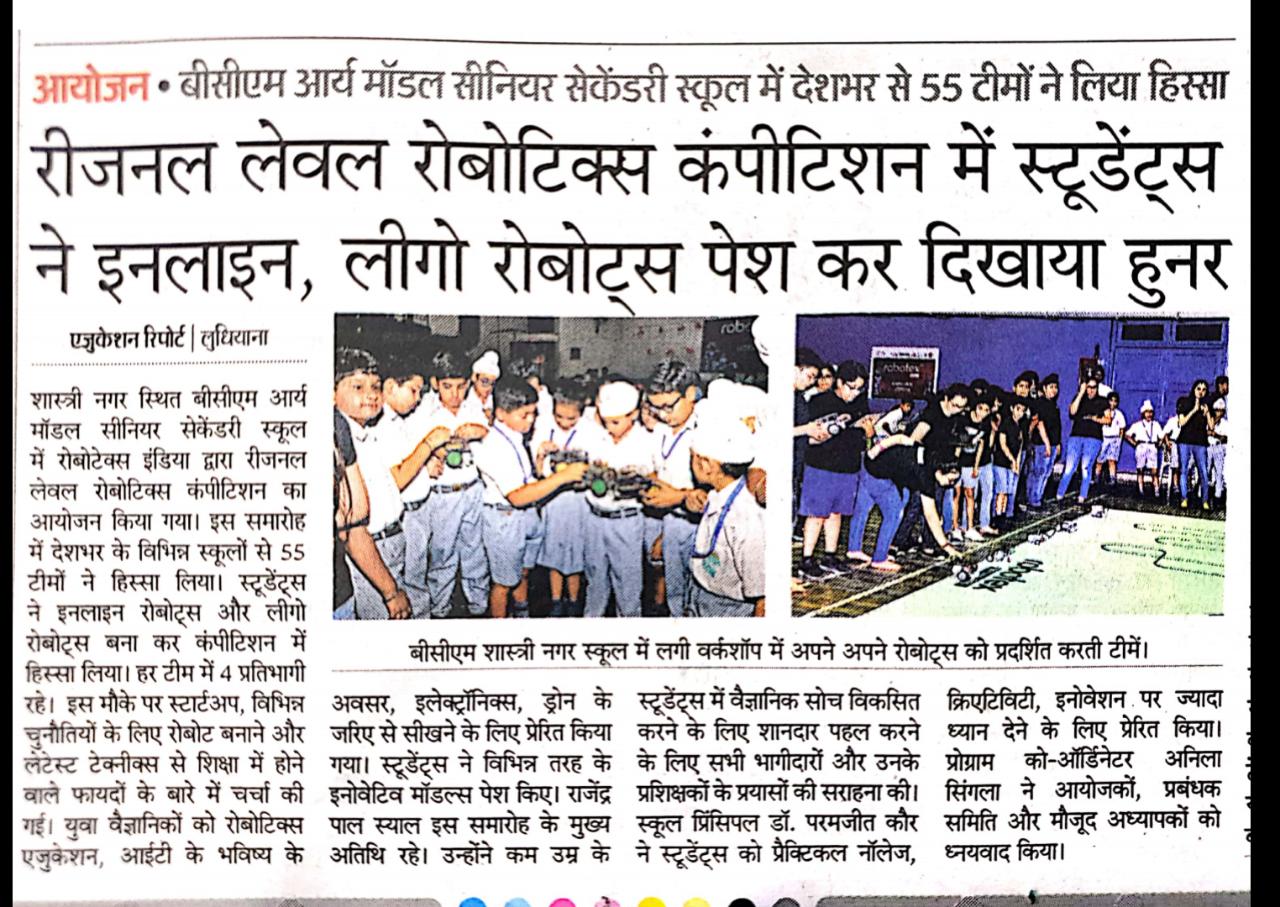 आयोजन • बीसीएम आर्य मॉडल सीनियर सेकेंडरी स्कूल में देशभर से 55 टीमों ने लिया हिस्सा
रीजनल लेवल रोबोटिक्स कंपीटिशन में स्टूडेंट्स
ने इनलाइन, लीगो रोबोट्स पेश कर दिखाया हुनर
एजुकेशन रिपोर्ट | लुधियाना
शास्त्री नगर स्थित बीसीएम आर्य
मॉडल सीनियर सेकेंडरी स्कूल
में रोबोटेक्स इंडिया द्वारा रीजनल
लेवल रोबोटिक्स कंपीटिशन का
आयोजन किया गया। इस समारोह
में देशभर के विभिन्न स्कूलों से 55
टीमों ने हिस्सा लिया। स्टूडेंट्स
ने इनलाइन रोबोट्स और लीगो
रोबोट्स बना कर कंपीटिशन में
हिस्सा लिया। हर टीम में 4 प्रतिभागी
रहे। इस मौके पर स्टार्टअप, विभिन्न
चुनौतियों के लिए रोबोट बनाने और
लेटेस्ट टेक्नीक्स से शिक्षा में होने
वाले फायदों के बारे में चर्चा की
गई। युवा वैज्ञानिकों को रोबोटिक्स
एजुकेशन, आईटी के भविष्य के
robotex
बीसीएम शास्त्री नगर स्कूल में लगी वर्कशॉप में अपने अपने रोबोट्स को प्रदर्शित करती टीमें।
अवसर, इलेक्ट्रॉनिक्स, ड्रोन के
जरिए से सीखने के लिए प्रेरित किया
गया। स्टूडेंट्स ने विभिन्न तरह के
इनोवेटिव मॉडल्स पेश किए। राजेंद्र
पाल स्याल इस समारोह के मुख्य
अतिथि रहे। उन्होंने कम उम्र के
स्टूडेंट्स में वैज्ञानिक सोच विकसित
करने के लिए शानदार पहल करने
के लिए सभी भागीदारों और उनके
प्रशिक्षकों के प्रयासों की सराहना की।
स्कूल प्रिंसिपल डॉ. परमजीत कौर
ने स्टूडेंट्स को प्रैक्टिकल नॉलेज,
क्रिएटिविटी, इनोवेशन पर ज्यादा
ध्यान देने के लिए प्रेरित किया।
प्रोग्राम को-ऑर्डिनेटर अनिला
सिंगला ने आयोजकों, प्रबंधक
समिति और मौजूद अध्यापकों को
ध्नयवाद किया।